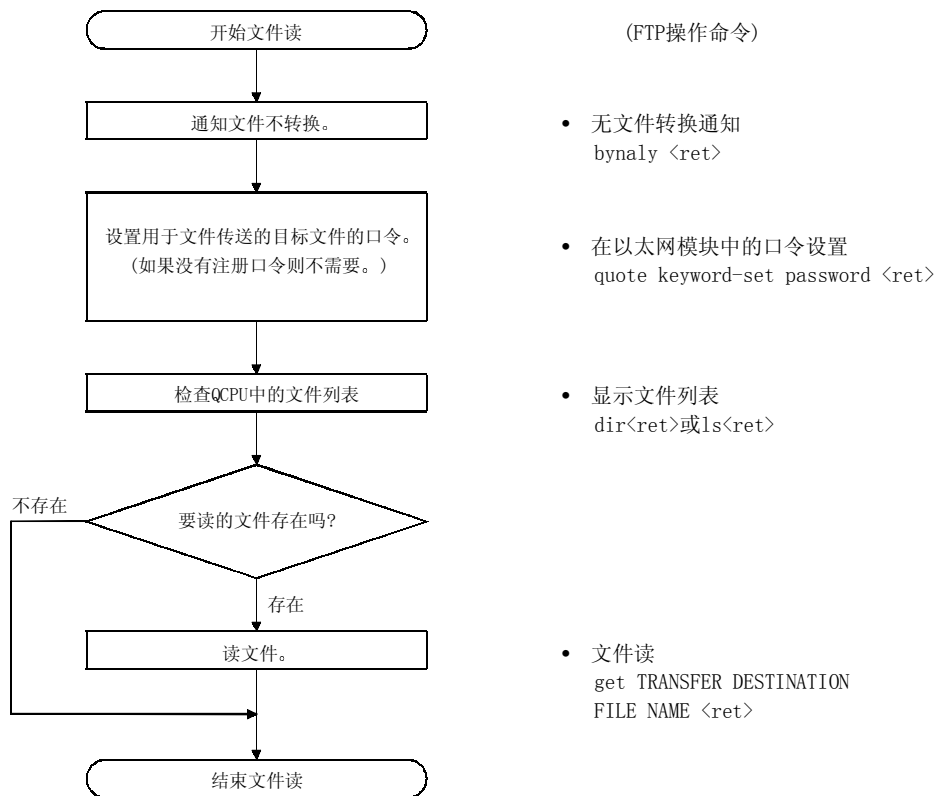 开始文件读
(FTP操作命令)
通知文件不转换。
• 无文件转换通知
bynaly <ret>
设置用于文件传送的目标文件的口令。
(如果没有注册口令则不需要。)
• 在以太网模块中的口令设置
quote keyword-set password <ret>
检查QCPU中的文件列表
• 显示文件列表
dir<ret>或ls<ret>
不存在
要读的文件存在吗?
存在
读文件。
• 文件读
get TRANSFER DESTINATION
FILE NAME <ret>
结束文件读